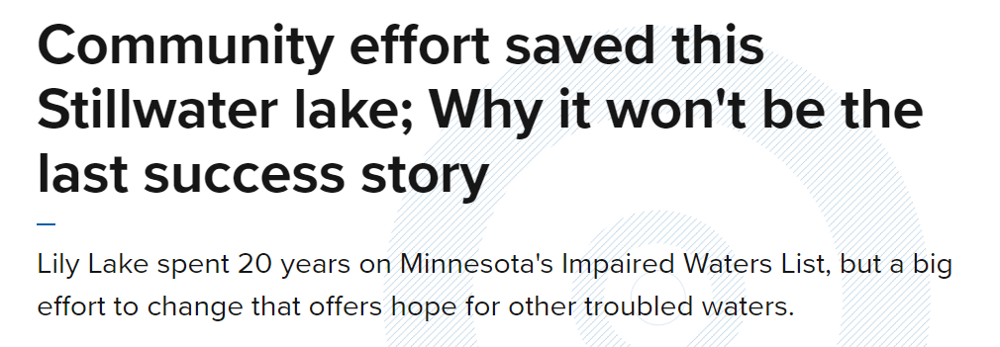 Community effort saved this
Stillwater lake; Why it won't be the
last success story
Lily Lake spent 20 years on Minnesota's Impaired Waters List, but a big
effort to change that offers hope for other troubled waters.